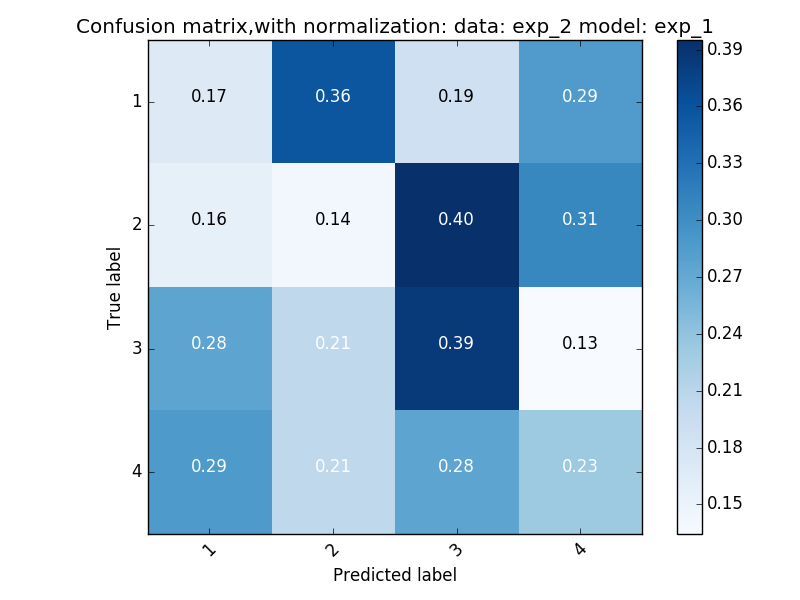 Confusion matrix,with normalization: data: exp_2 model: exp_1
True label
1
0.17 0.36 0.19 0.29
2
0.16 0.14 0.40 0.31
3
0.28 0.21 0.39 0.13
4
0.29 0.21 0.28 0.23
1 2 3 4
Predicted label
0.39
0.36
0.33
0.30
0.27
0.24
0.21
0.18
0.15